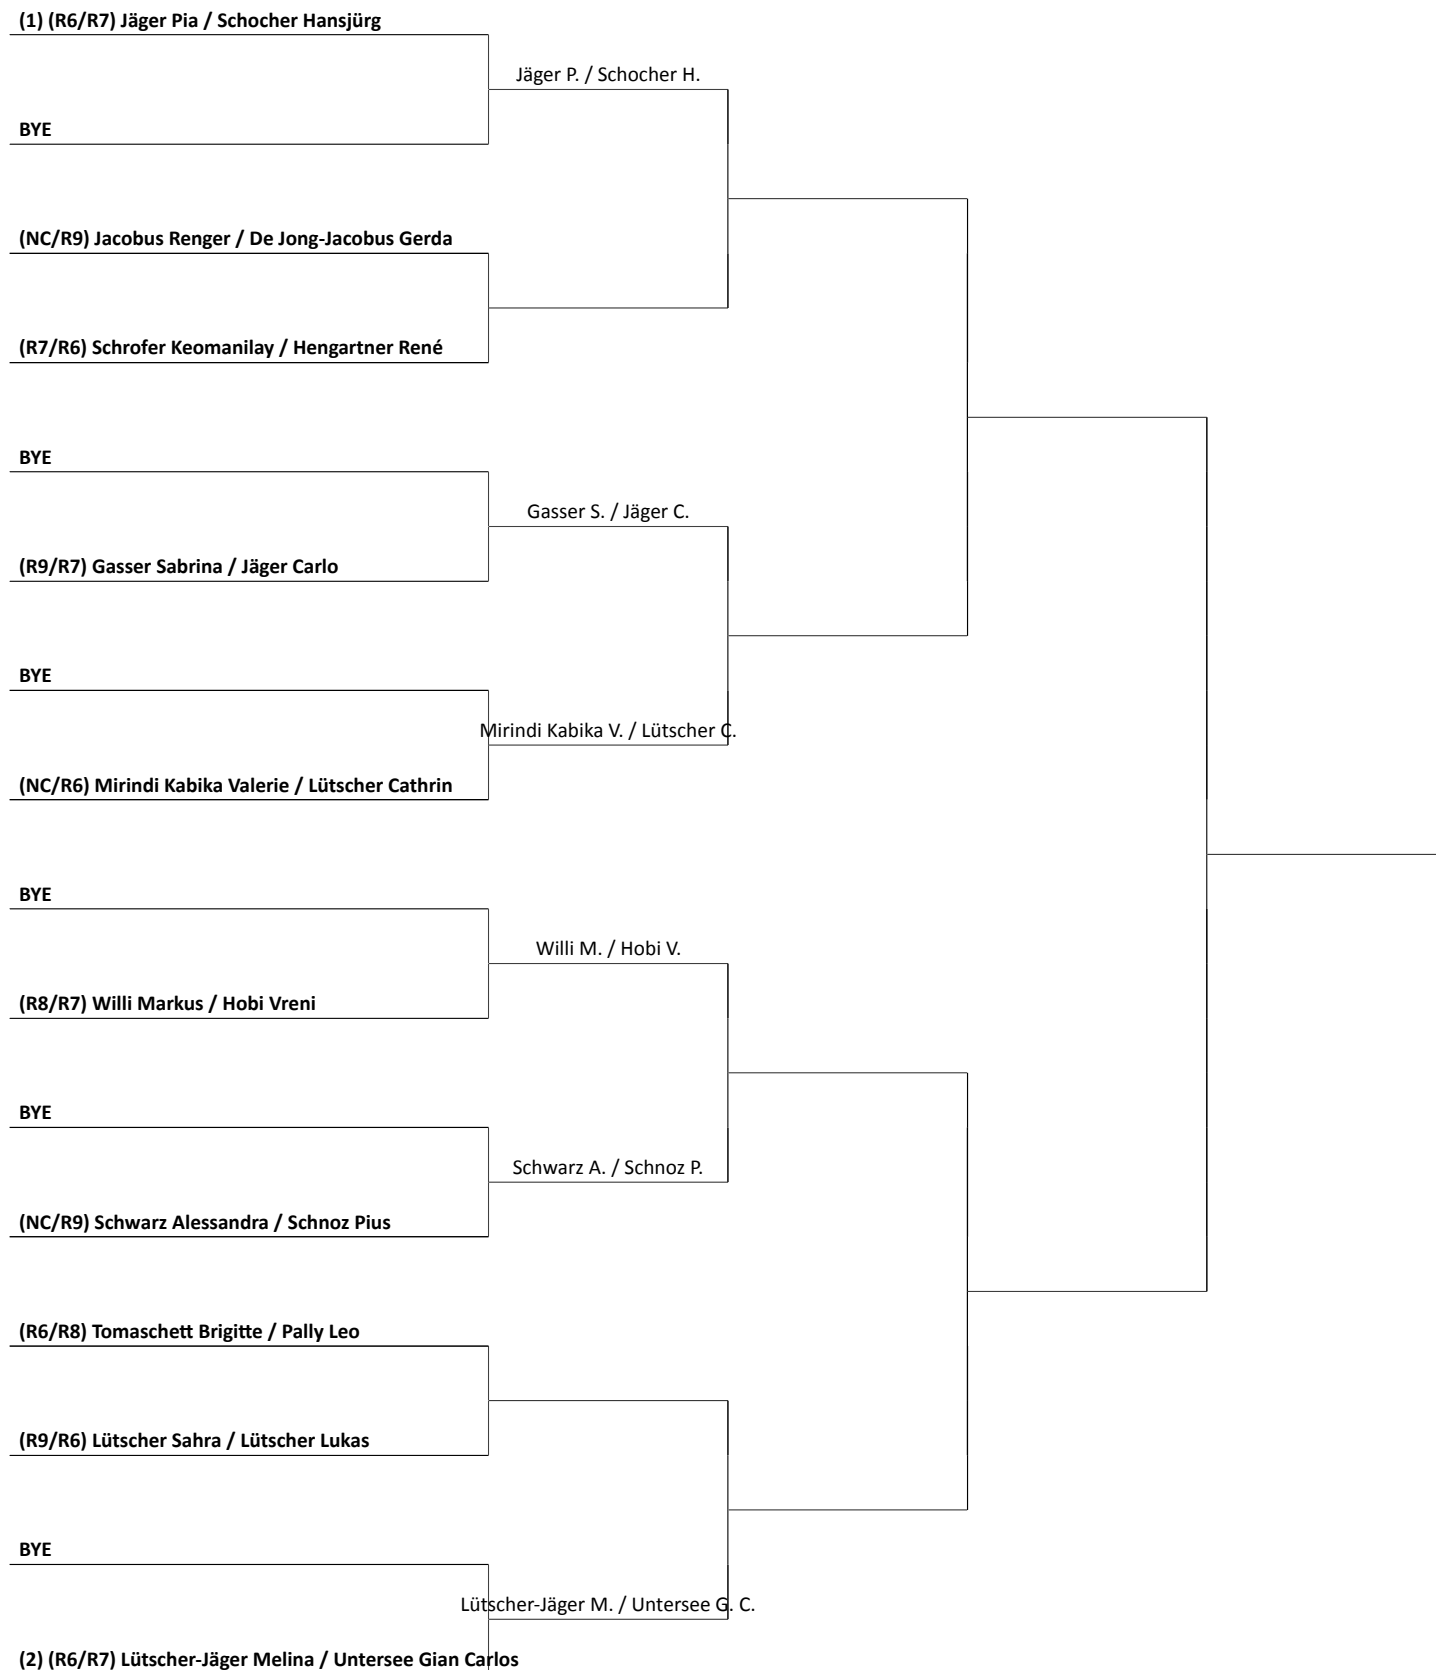 (1) (R6/R7) Jäger Pia / Schocher Hansjürg
Jäger P. / Schocher H.
BYE
(NC/R9) Jacobus Renger / De Jong-Jacobus Gerda
(R7/R6) Schrofer Keomanilay / Hengartner René
BYE
Gasser S. / Jäger C.
(R9/R7) Gasser Sabrina / Jäger Carlo
BYE
Mirindi Kabika V. / Lütscher C.
(NC/R6) Mirindi Kabika Valerie / Lütscher Cathrin
BYE
Willi M. / Hobi V.
(R8/R7) Willi Markus / Hobi Vreni
BYE
Schwarz A. / Schnoz P.
(NC/R9) Schwarz Alessandra / Schnoz Pius
(R6/R8) Tomaschett Brigitte / Pally Leo
(R9/R6) Lütscher Sahra / Lütscher Lukas
BYE
Lütscher-Jäger M. / Untersee G. C.
(2) (R6/R7) Lütscher-Jäger Melina / Untersee Gian Carlos